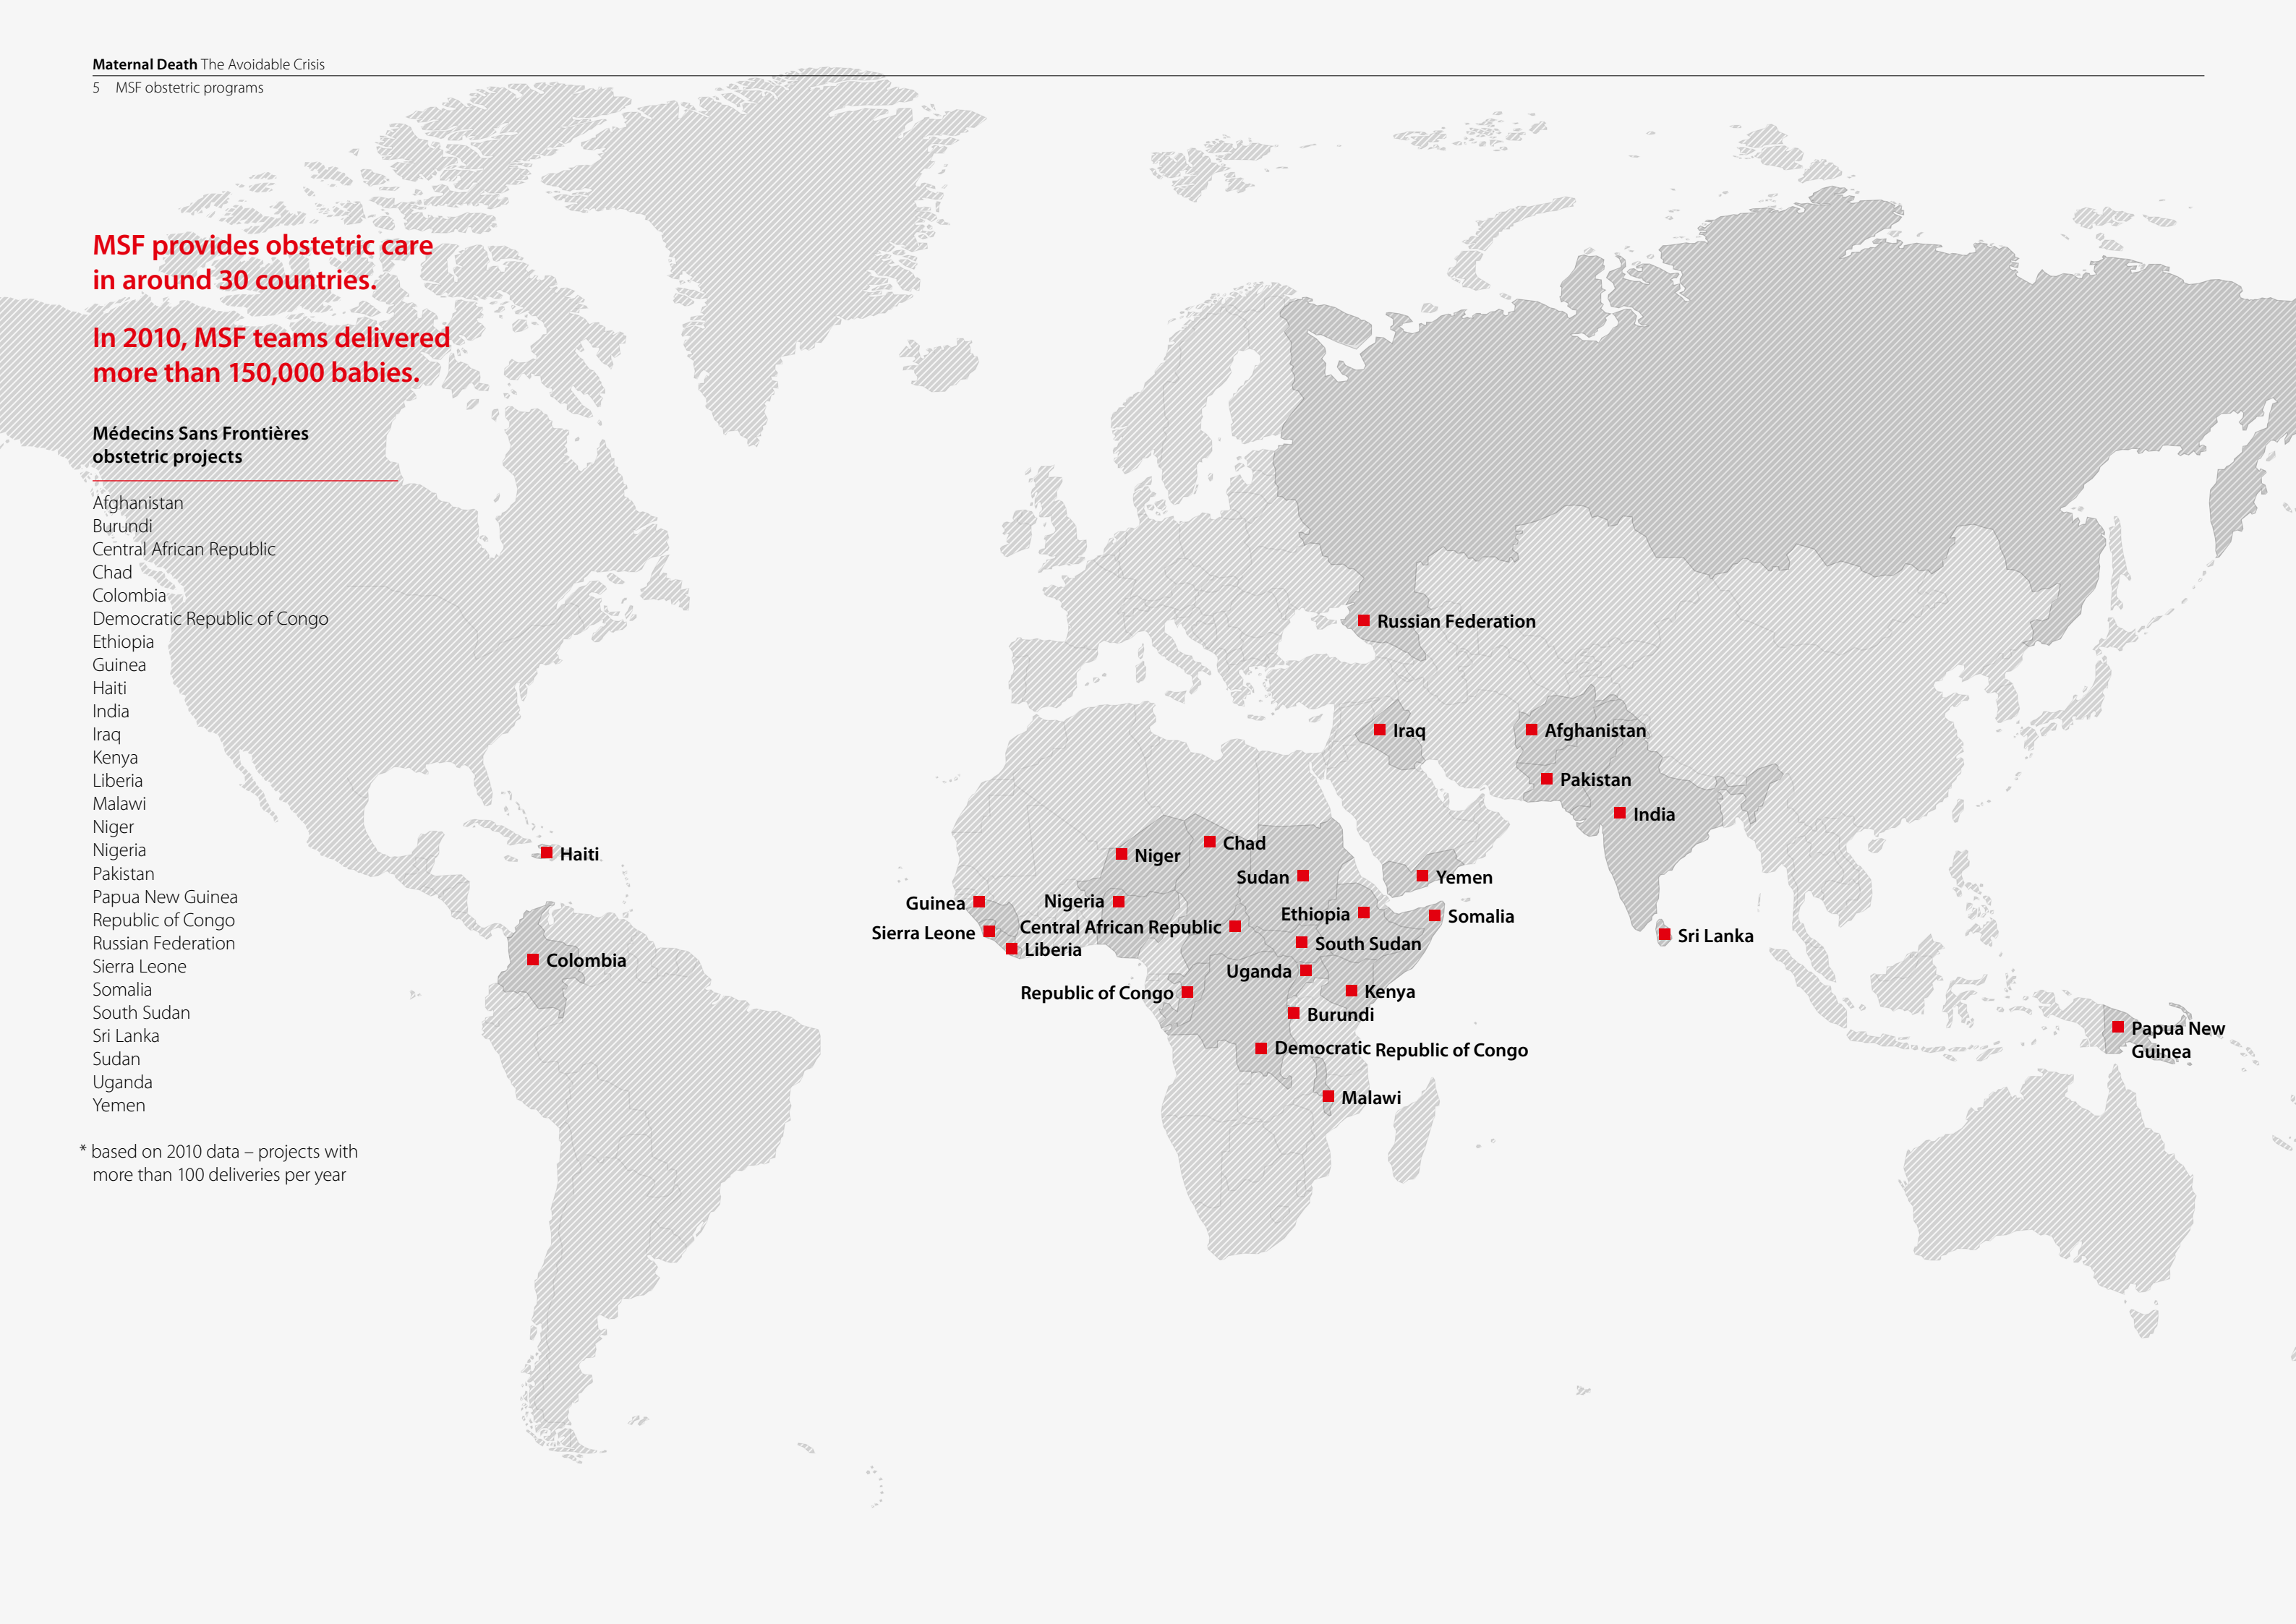 Maternal Death The Avoidable Crisis
5 MSF obstetric programs
MSF provides obstetric care
in around 30 countries.
In 2010, MSF teams delivered
more than 150,000 babies.
Médecins Sans Frontières
obstetric projects
Afghanistan
Burundi
Central African Republic
Chad
Colombia
Democratic Republic of Congo
Ethiopia
Guinea
Haiti
India
Iraq
Kenya
Liberia
Malawi
Niger
Nigeria
Pakistan
Papua New Guinea
Republic of Congo
Russian Federation
Sierra Leone
Somalia
South Sudan
Sri Lanka
Sudan
Uganda
Yemen
* based on 2010 data – projects with
more than 100 deliveries per year
Russian Federation
Iraq
Afghanistan
Pakistan
India
Haiti
Chad
Niger
Sudan
Yemen
Guinea
Nigeria
Ethiopia
Somalia
Central African Republic
Sierra Leone
Liberia
South Sudan
Sri Lanka
Colombia
Uganda
Republic of Congo
Kenya
Burundi
Papua New
Guinea
Democratic Republic of Congo
Malawi